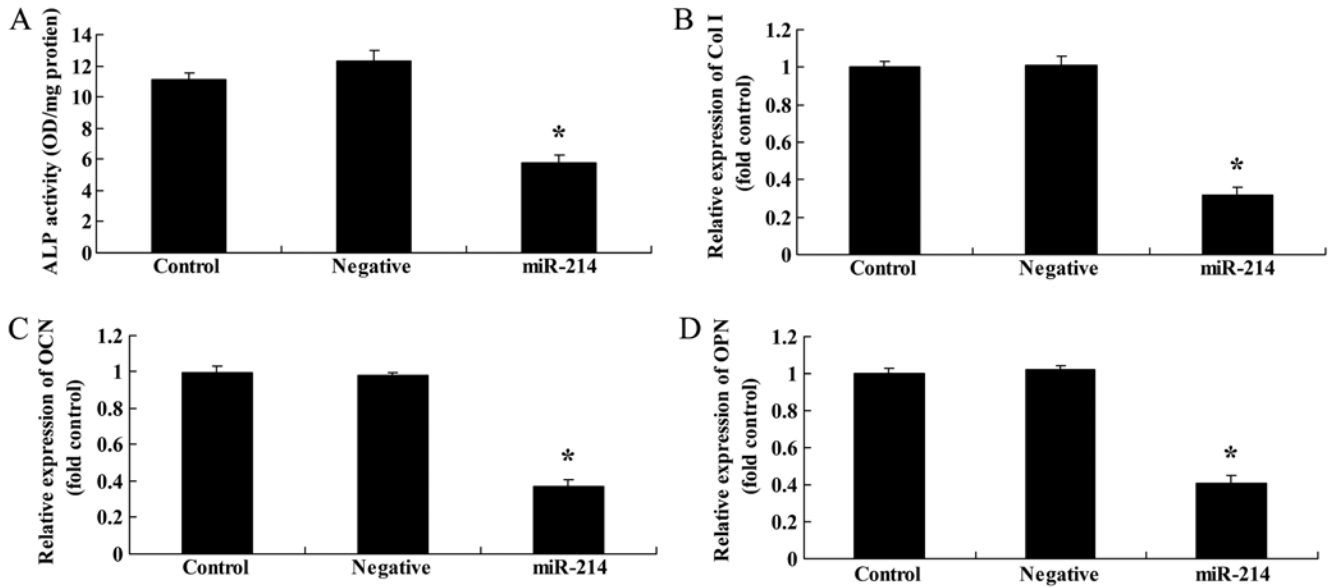 A
ALP activity (OD/mg protien)
14
12
10
8
6
4
2
0
*
Control Negative miR-214
B
Relative expression of Col I
(fold control)
1.2
1
0.8
0.6
0.4
0.2
0
*
Control Negative miR-214
C
Relative expression of OCN
(fold control)
1.2
1
0.8
0.6
0.4
0.2
0
*
Control Negative miR-214
D
Relative expression of OPN
(fold control)
1.2
1
0.8
0.6
0.4
0.2
0
*
Control Negative miR-214